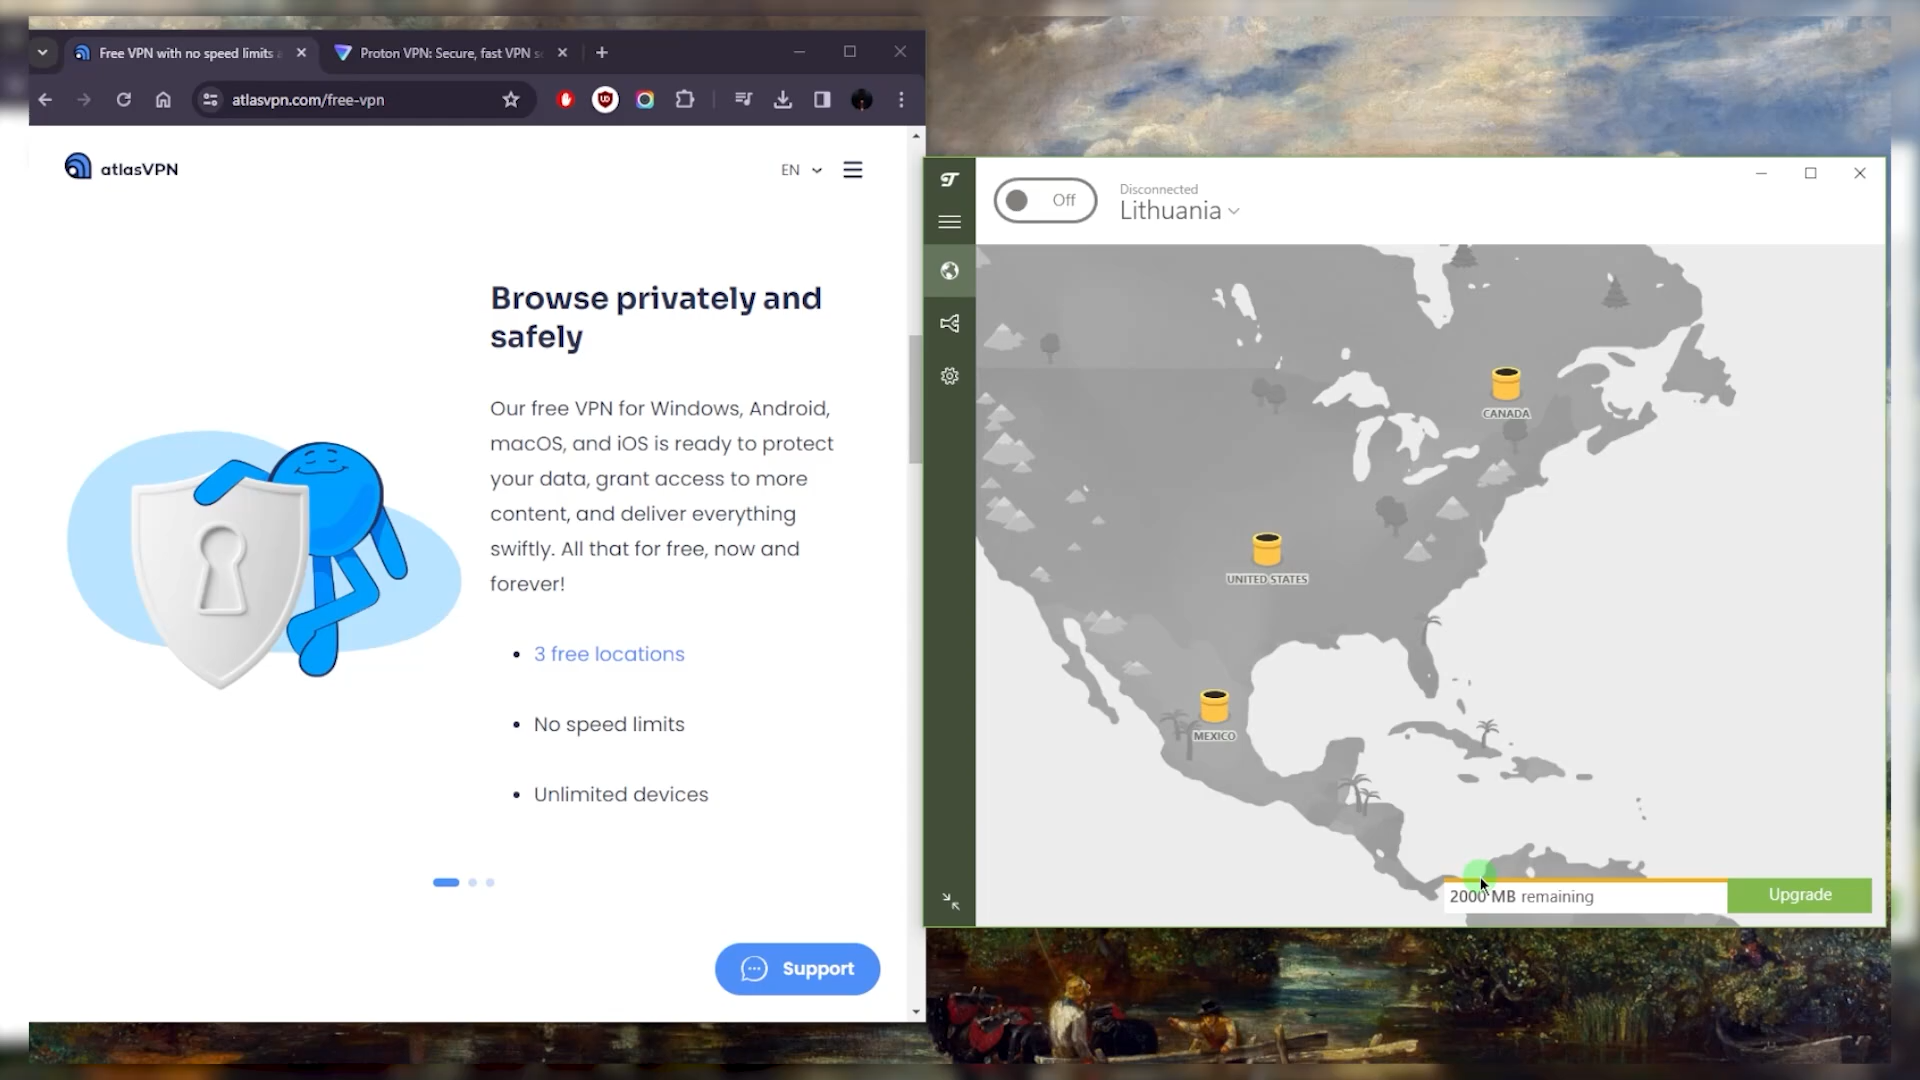 Free VPN with no speed limits a
Proton VPN: Secure, fast VPN s
atlasvpn.com/free-vpn
atlasVPN
EN
Browse privately and
safely
Our free VPN for Windows, Android,
macOS, and iOS is ready to protect
your data, grant access to more
content, and deliver everything
swiftly. All that for free, now and
forever!
3 free locations
No speed limits
Unlimited devices
Support
Off
Disconnected
Lithuania
CANADA
UNITED STATES
MEXICO
2000 MB remaining
Upgrade